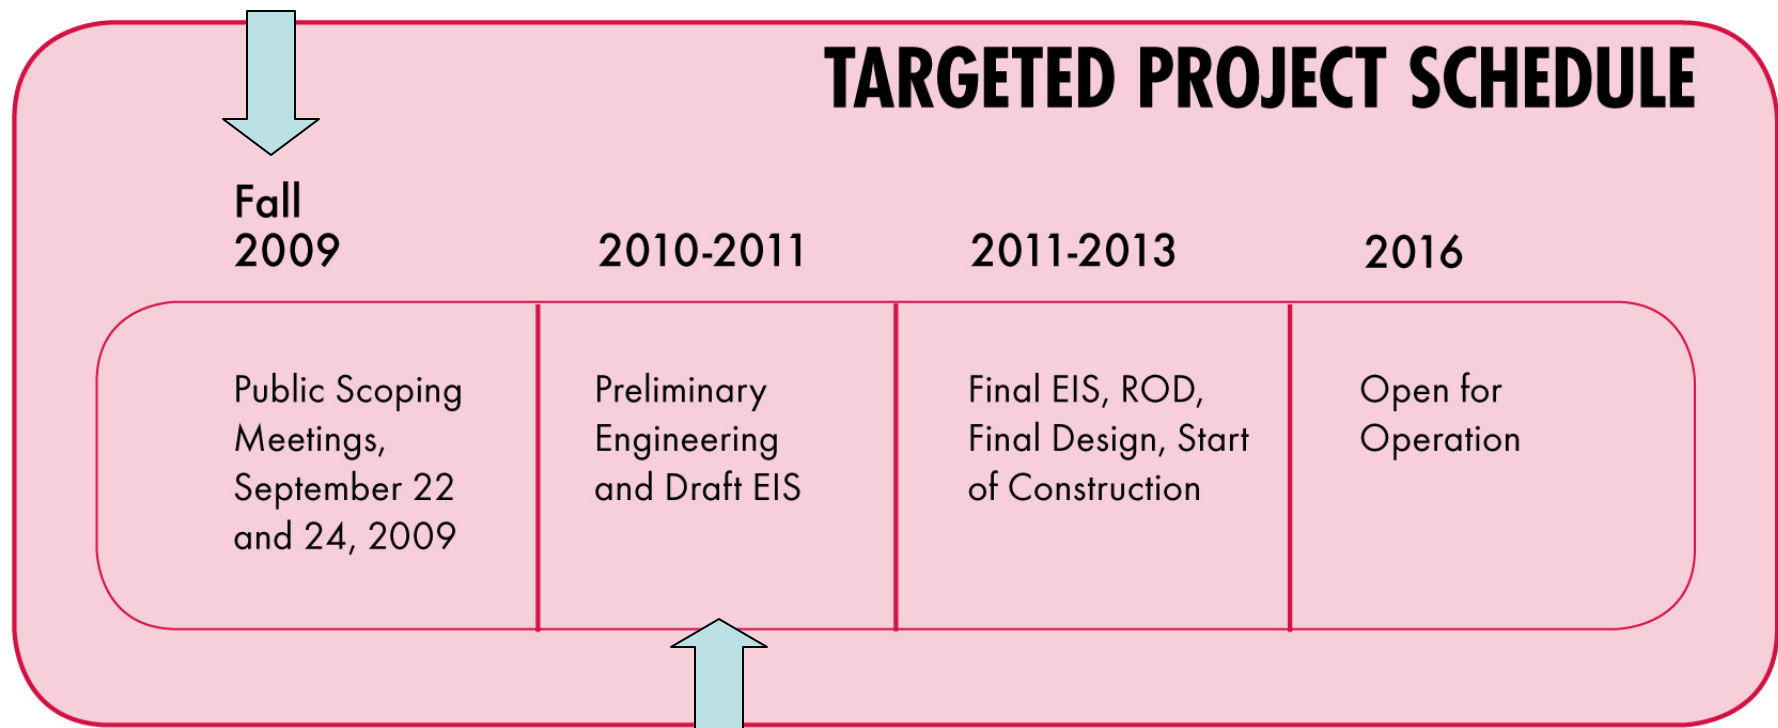 TARGETED PROJECT SCHEDULE
Fall
2009
2010-2011
2011-2013
2016
Public Scoping
Meetings,
September 22
and 24, 2009
Preliminary
Engineering
and Draft EIS
Final EIS, ROD,
Final Design, Start
of Construction
Open for
Operation